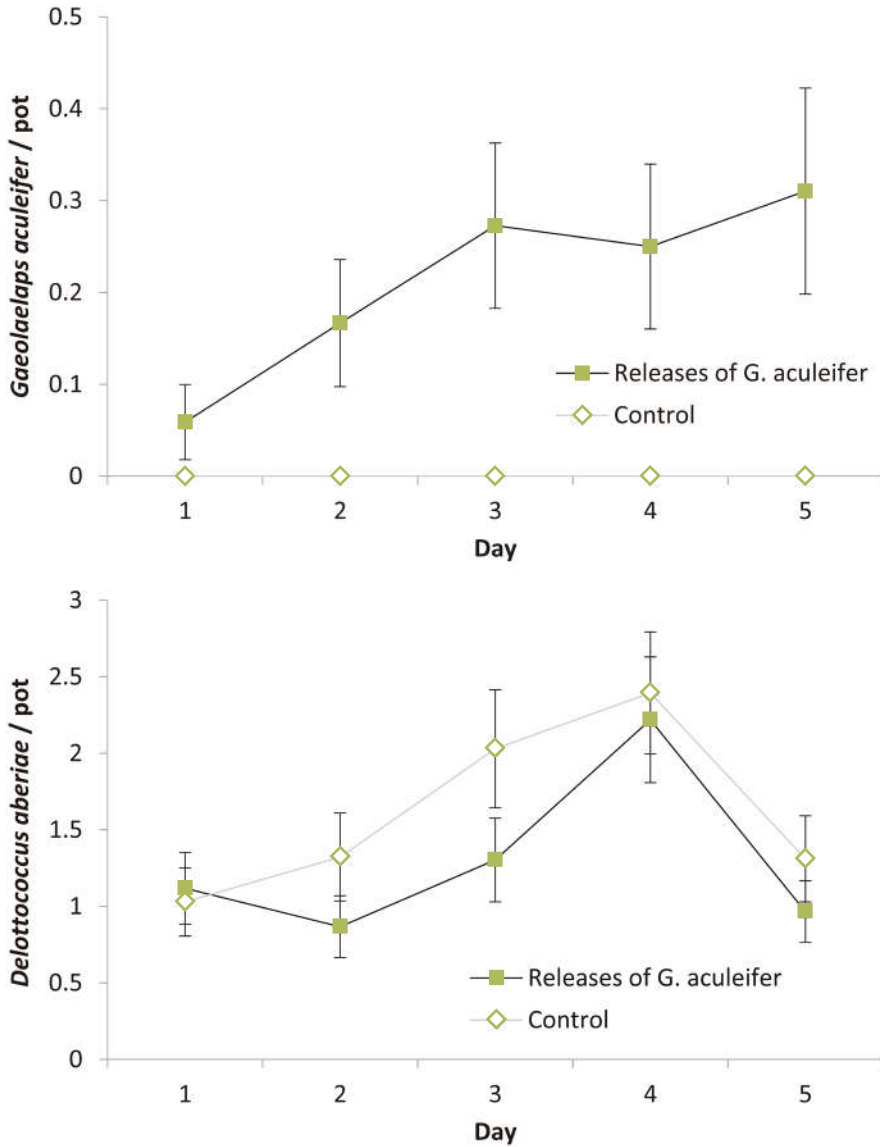 0.5
0.4
0.3
0.2
0.1
0
Gaeolaelaps aculeifer / pot
Releases of G. aculeifer
Control
1 2 3 4 5
Day
3
2.5
2
1.5
1
0.5
0
Delottococcus aberiae / pot
Releases of G. aculeifer
Control
1 2 3 4 5
Day